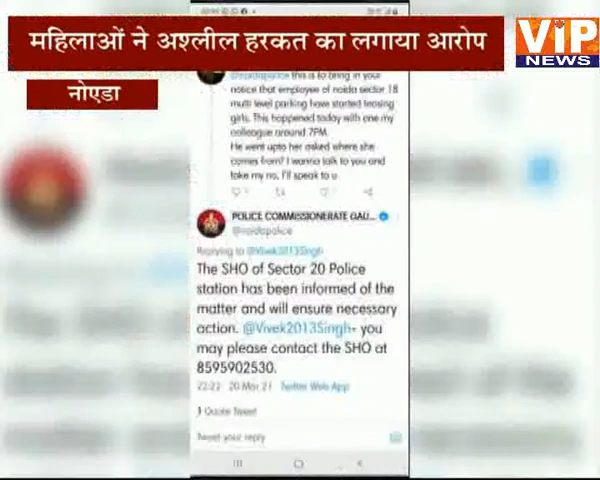 महिलाओं ने अश्लील हरकत का लगाया आरोप
VIP
NEWS
नोएडा
@noidapolice this is to bring in your
notice that employee of noida sector 18
multi level parking have started teasing
girls. This happened today with one my
colleague around 7PM.
He went upto her asked where she
comes from? I wanna talk to you and
take my no. I'll speak to u
POLICE COMMISSIONERATE GAU...
@noidapolice
Replying to @Vivek2013Singh
The SHO of Sector 20 Police
station has been informed of the
matter and will ensure necessary
action. @Vivek2013Singh- you
may please contact the SHO at
8595902530.
22:22 20 Mar 21 Twitter Web App
1 Quote Tweet
Tweet your reply